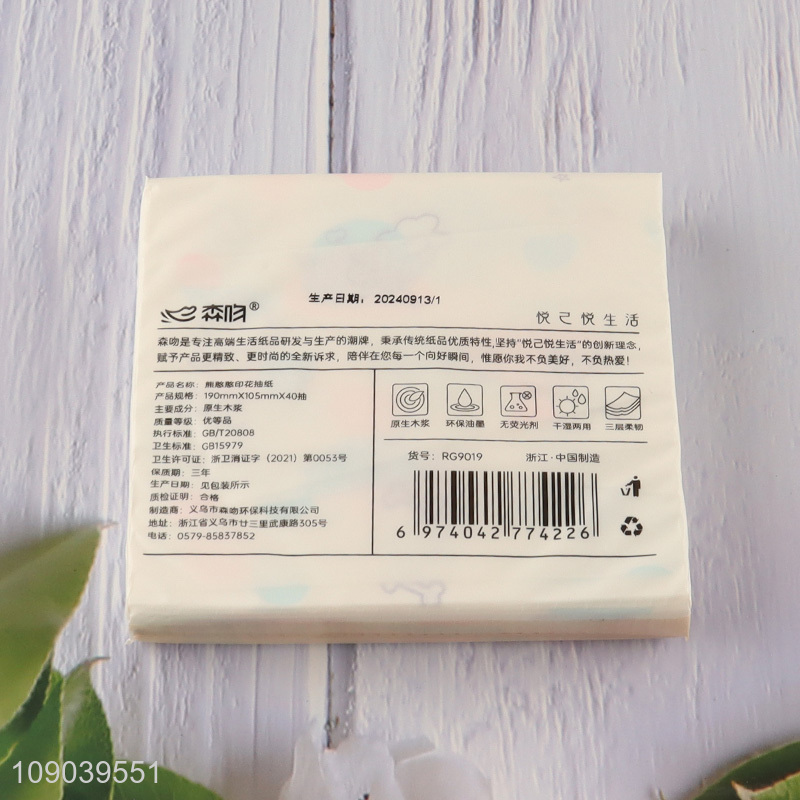 森吻®
生产日期: 20240913/1
悦己悦生活
森吻是专注高端生活纸品研发与生产的潮牌，秉承传统纸品优质特性,坚持"悦己悦生活"的创新理念,
赋予产品更精致、更时尚的全新诉求，陪伴在您每一个向好瞬间，惟愿你我不负美好，不负热爱！
产品名称: 熊憨憨印花抽纸
产品规格: 190mmX105mmX40抽
主要成分: 原生木浆
质量等级: 优等品
执行标准: GB/T20808
卫生标准: GB15979
卫生许可证: 浙卫消证字（2021）第0053号
保质期: 三年
生产日期: 见包装所示
质检证明: 合格
制造商: 义乌市森吻环保科技有限公司
地址: 浙江省义乌市廿三里武康路305号
电话: 0579-85837852
原生木浆 环保油墨 无荧光剂 干湿两用 三层柔韧
货号: RG9019 浙江·中国制造
6 974042 774226
109039551